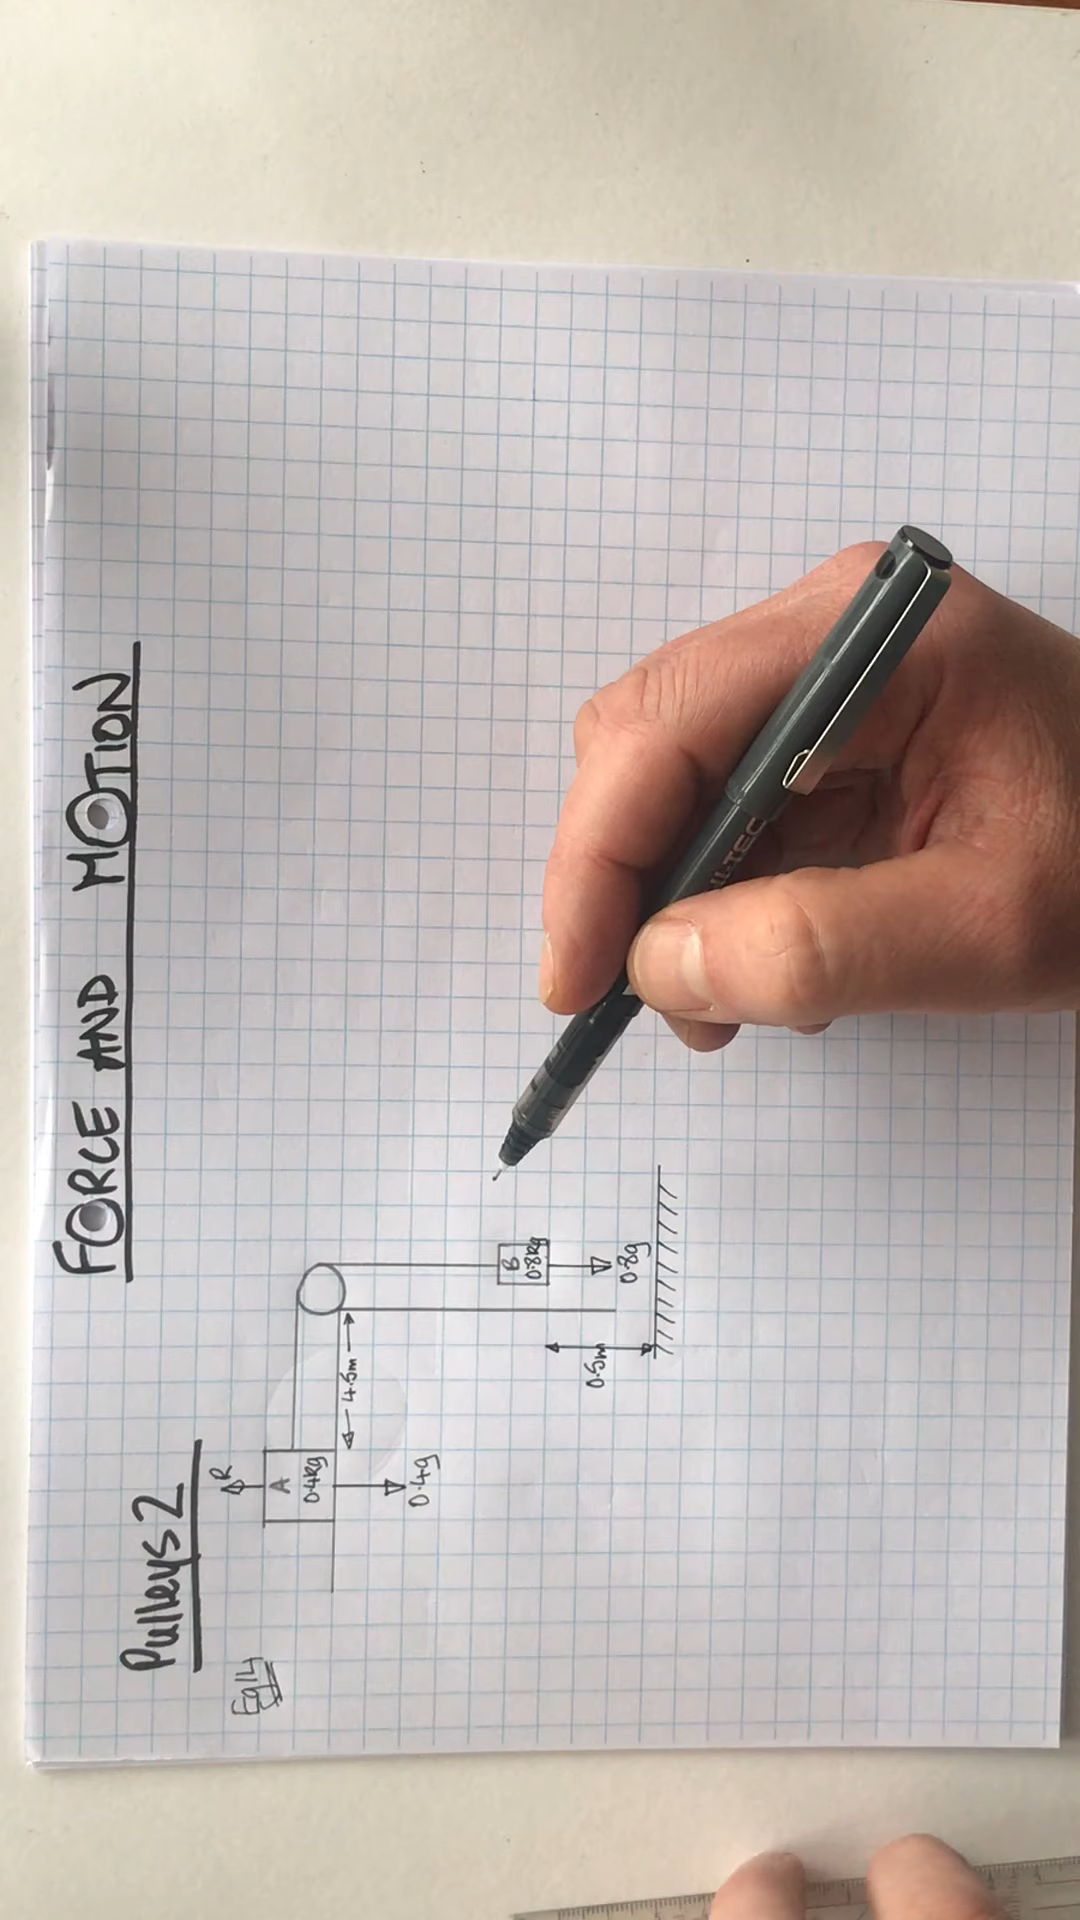 FORCE AND MOTION
Pulleys 2
Eg14
R
A
0.4kg
4.5m
0.4g
B
0.8kg
0.8g
0.5m